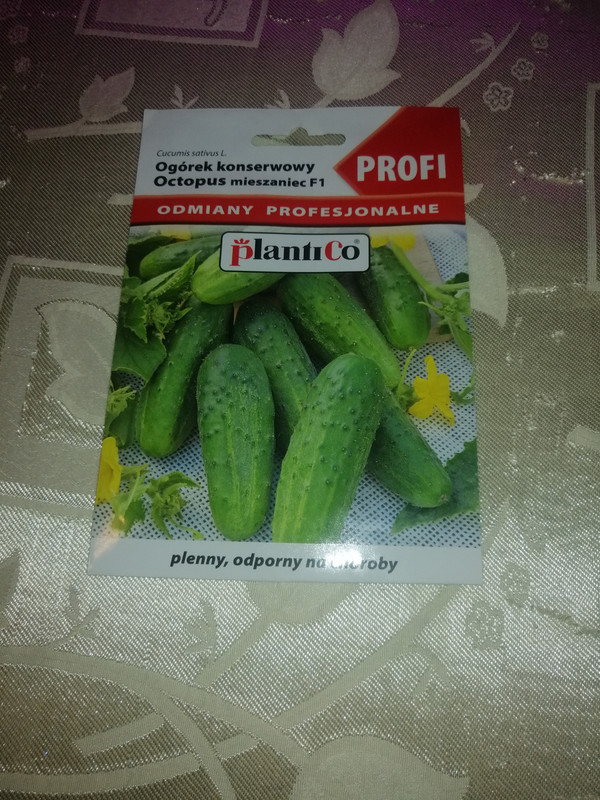 Cucumis sativus L.
Ogórek konserwowy
Octopus mieszaniec F1
PROFI
ODMIANY PROFESJONALNE
plantiCo®
plenny, odporny na choroby